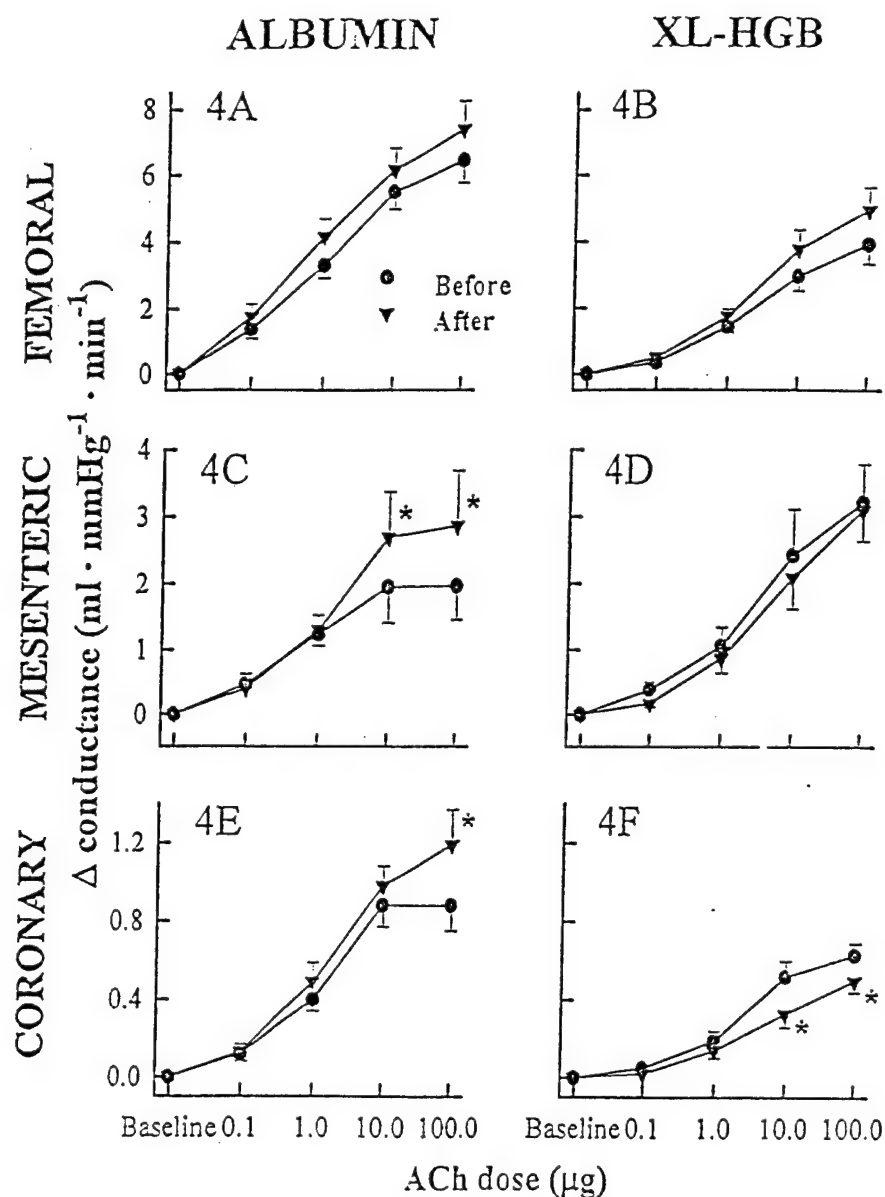 ALBUMIN
XL-HGB
FEMORAL
MESENTERIC
CORONARY
Δ conductance (ml · mmHg⁻¹ · min⁻¹)
4A
8
6
4
2
0
Before
After
4B
4C
4
3
2
1
0
*
*
4D
4E
1.2
0.8
0.4
0.0
*
4F
*
*
Baseline 0.1 1.0 10.0 100.0
Baseline 0.1 1.0 10.0 100.0
ACh dose (μg)